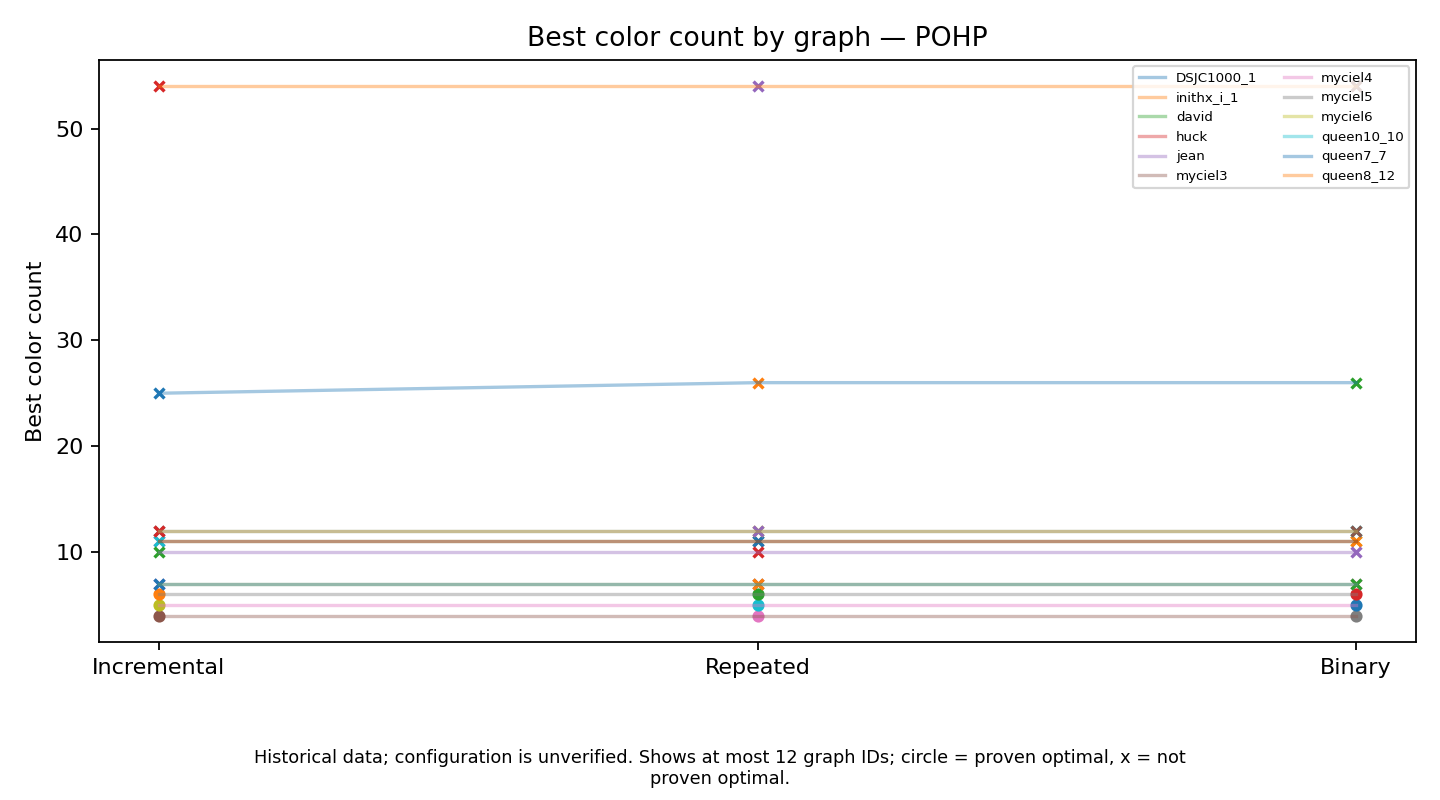 Best color count by graph — POHP
Best color count
50
40
30
20
10
DSJC1000_1
inithx_i_1
david
huck
jean
myciel3
myciel4
myciel5
myciel6
queen10_10
queen7_7
queen8_12
Incremental
Repeated
Binary
Historical data; configuration is unverified. Shows at most 12 graph IDs; circle = proven optimal, x = not
proven optimal.